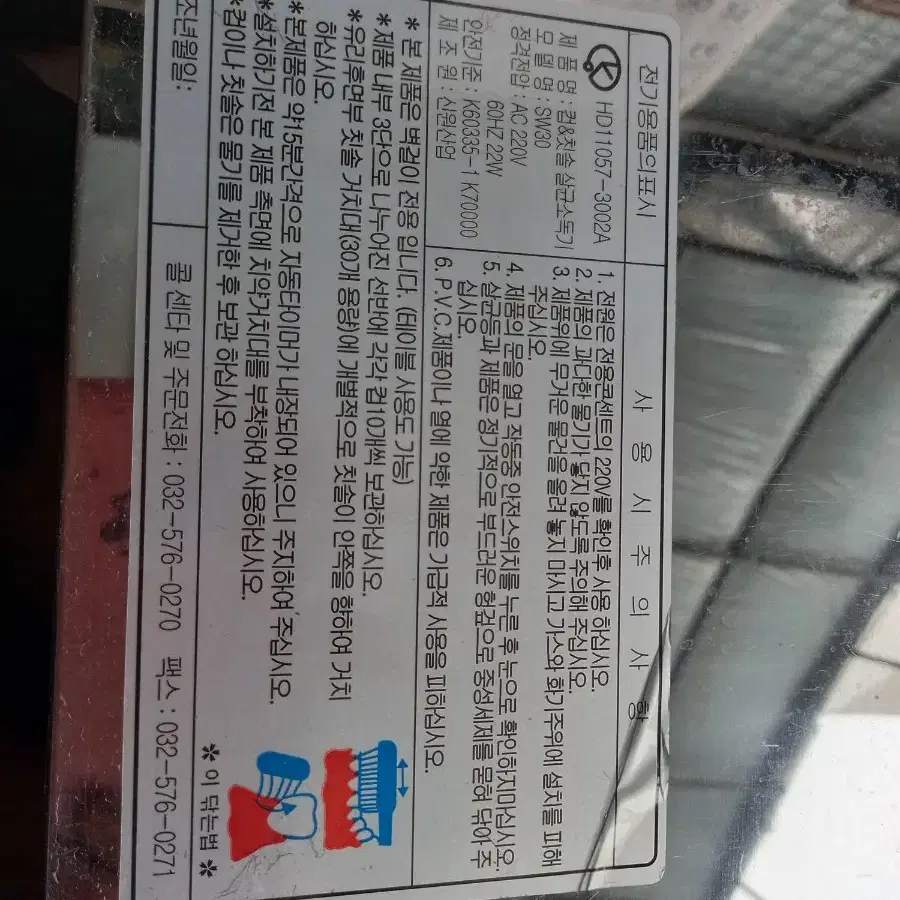 전기용품의표시
HD11057-3002A
제 품 명 : 컵&칫솔 살균소독기
모 델 명 : SW30
정격전압 : AC 220V
60HZ 22W
안전기준 : K60335-1 K70000
제 조 원 : 신원산업
사 용 시 주 의 사 항
1. 전원은 전용콘센트의 220V를 확인후 사용 하십시오.
2. 제품의 과다한 물기가 닿지 않도록 주의해 주십시오.
3. 제품위에 무거운 물건을 올려 놓지 마시고 가스와 화기주위에 설치를 피해
주십시오.
4. 제품의 문을 열고 작동중 안전스위치를 누른 후 눈으로 확인하지마십시오.
5. 살균등과 제품은 정기적으로 부드러운 헝겊으로 중성세제를 묻혀 닦아 주
십시오.
6. P.V.C.제품이나 열에 약한 제품은 가급적 사용을 피하십시오.
* 본 제품은 벽걸이 전용 입니다. (테이블 사용도 가능)
* 제품 내부 3단으로 나누어진 선반에 각각 컵10개씩 보관하십시오.
*유리후면부 칫솔 거치대(30개 용량)에 개별적으로 칫솔이 안쪽을 향하여 거치
하십시오.
*본제품은 약15분간격으로 자동타이머가 내장되어 있으니 주지하여 주십시오.
*설치하기전 본 제품 측면에 치약거치대를 부착하여 사용하십시오.
*컵이나 칫솔은 물기를 제거한 후 보관 하십시오.
* 이 닦는법 *
조년월일:
콜 센타 및 주문전화 : 032-576-0270 팩스 : 032-576-0271